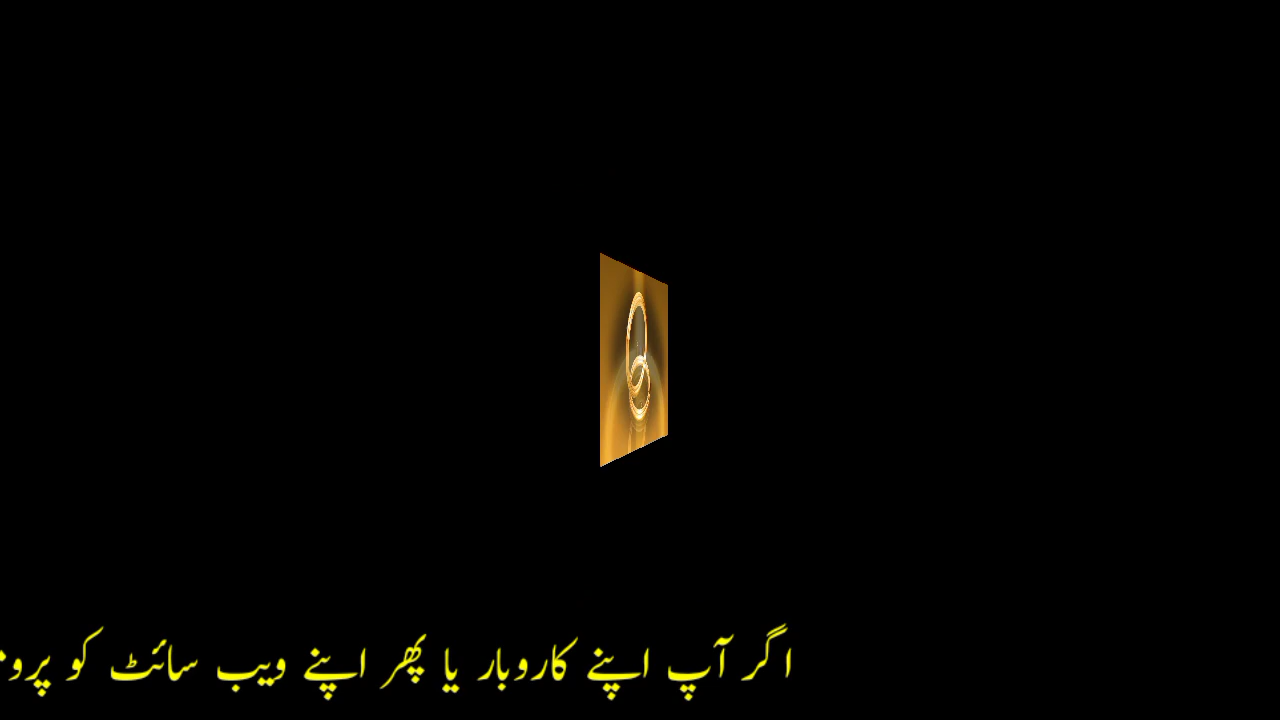 اگر آپ اپنے کاروبار یا پھر اپنے ویب سائٹ کو